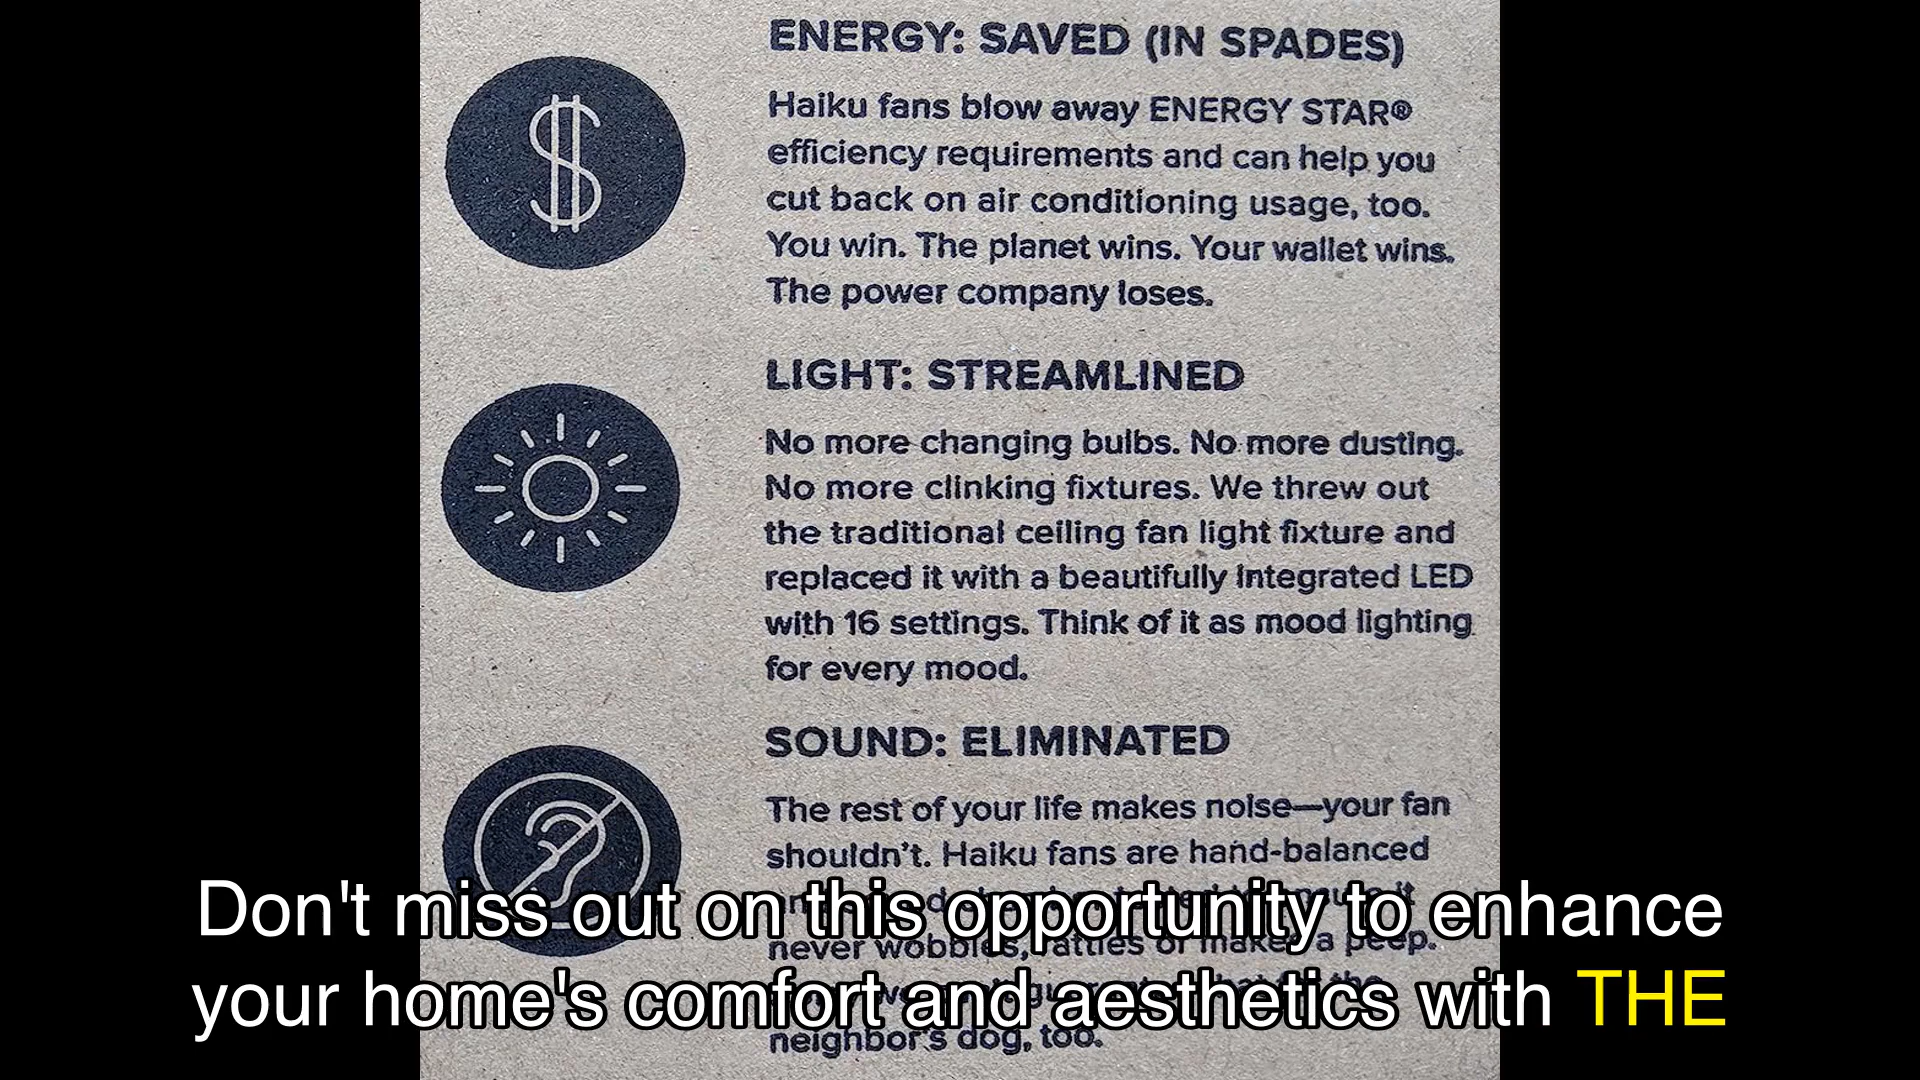 ENERGY: SAVED (IN SPADES)
Haiku fans blow away ENERGY STAR®
efficiency requirements and can help you
cut back on air conditioning usage, too.
You win. The planet wins. Your wallet wins.
The power company loses.
LIGHT: STREAMLINED
No more changing bulbs. No more dusting.
No more clinking fixtures. We threw out
the traditional ceiling fan light fixture and
replaced it with a beautifully integrated LED
with 16 settings. Think of it as mood lighting
for every mood.
SOUND: ELIMINATED
The rest of your life makes noise—your fan
shouldn't. Haiku fans are hand-balanced
never wobbles, rattles or makes a peep.
neighbor's dog, too.
Don't miss out on this opportunity to enhance
your home's comfort and aesthetics with THE